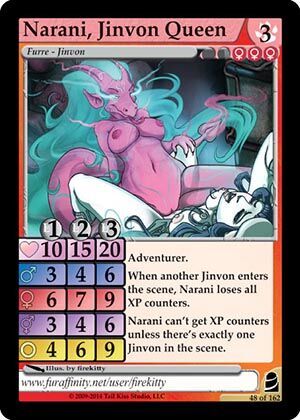 Narani, Jinvon Queen 3
Furre - Jinvon
♀♀♀
1 2 3
10 15 20
♂ 3 4 6
♀ 6 7 9
⚥ 3 4 6
4 6 9
Adventurer.
When another Jinvon enters
the scene, Narani loses all
XP counters.
Narani can't get XP counters
unless there's exactly one
Jinvon in the scene.
Illus. by firekitty
www.furaffinity.net/user/firekitty
© 2009-2014 Tail Kiss Studio, LLC
48 of 162